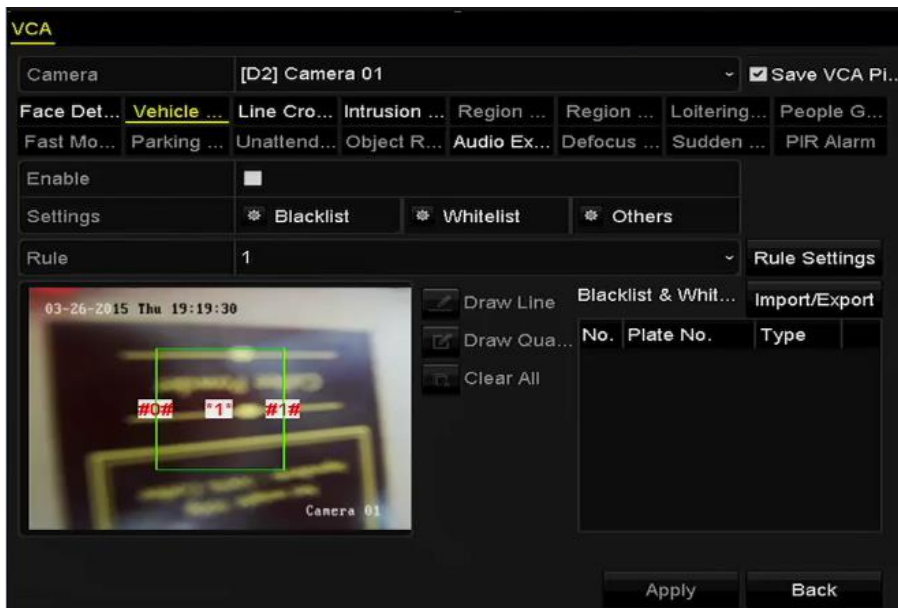 VCA
Camera [D2] Camera 01 Save VCA Pi..
Face Det... Vehicle ... Line Cro... Intrusion ... Region ... Region ... Loitering... People G...
Fast Mo... Parking ... Unattend... Object R... Audio Ex... Defocus ... Sudden ... PIR Alarm
Enable
Settings Blacklist Whitelist Others
Rule 1 Rule Settings
03-26-2015 Thu 19:19:30
#0# *1* #1#
Camera 01
Draw Line
Draw Qua...
Clear All
Blacklist & Whit... Import/Export
No. Plate No. Type
Apply Back